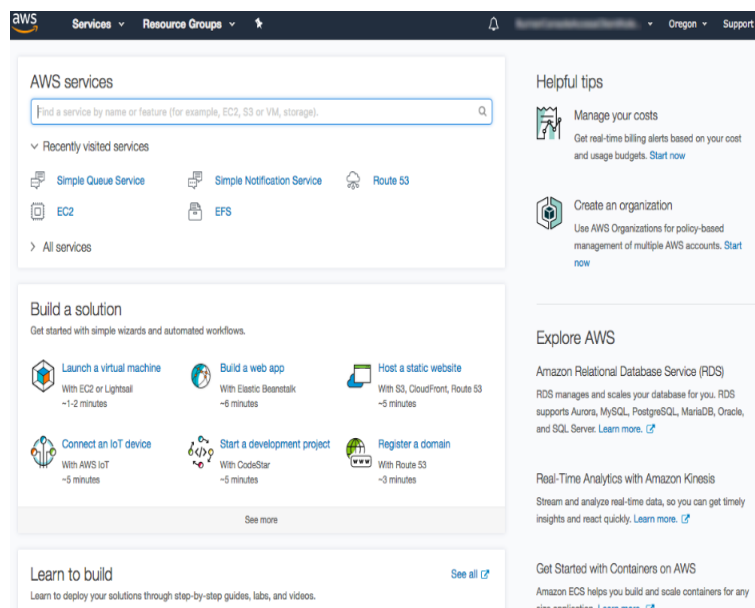 aws
Services
Resource Groups
Oregon
Support
AWS services
Find a service by name or feature (for example, EC2, S3 or VM, storage).
Recently visited services
Simple Queue Service
Simple Notification Service
Route 53
EC2
EFS
All services
Build a solution
Get started with simple wizards and automated workflows.
Launch a virtual machine
With EC2 or Lightsail
~1-2 minutes
Build a web app
With Elastic Beanstalk
~6 minutes
Host a static website
With S3, CloudFront, Route 53
~5 minutes
Connect an IoT device
With AWS IoT
~5 minutes
Start a development project
With CodeStar
~5 minutes
Register a domain
With Route 53
~3 minutes
See more
Learn to build
See all
Learn to deploy your solutions through step-by-step guides, labs, and videos.
Helpful tips
Manage your costs
Get real-time billing alerts based on your cost
and usage budgets. Start now
Create an organization
Use AWS Organizations for policy-based
management of multiple AWS accounts. Start
now
Explore AWS
Amazon Relational Database Service (RDS)
RDS manages and scales your database for you. RDS
supports Aurora, MySQL, PostgreSQL, MariaDB, Oracle,
and SQL Server. Learn more.
Real-Time Analytics with Amazon Kinesis
Stream and analyze real-time data, so you can get timely
insights and react quickly. Learn more.
Get Started with Containers on AWS
Amazon ECS helps you build and scale containers for any
size application. Learn more.